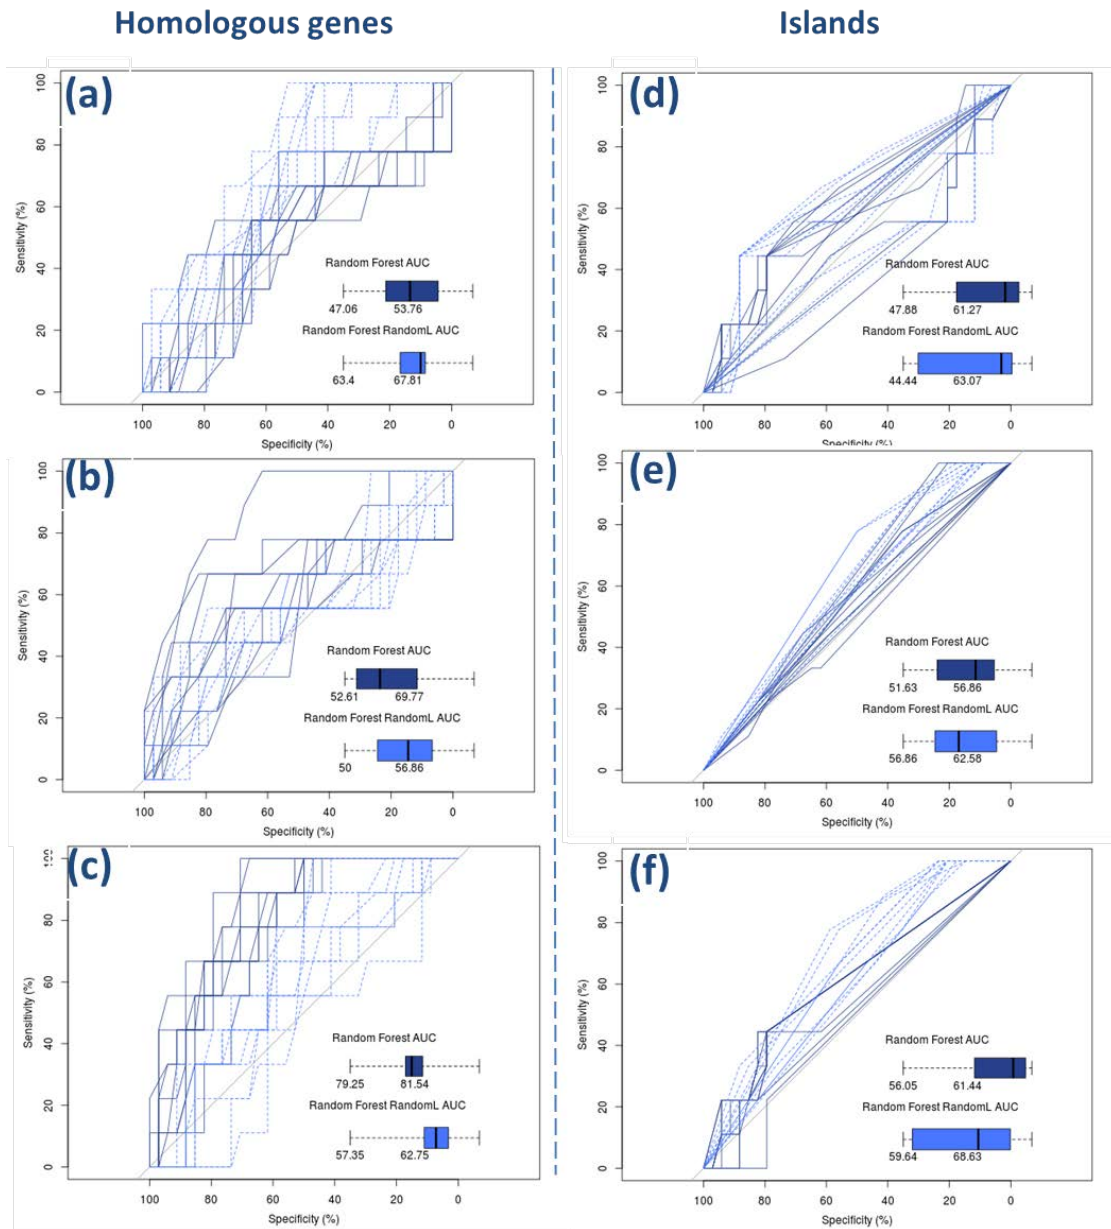 Homologous genes
Islands
(a)
100
80
60
40
20
0
Sensitivity (%)
Random Forest AUC
47.06 53.76
Random Forest RandomL AUC
63.4 67.81
100 80 60 40 20 0
Specificity (%)
(d)
100
80
60
40
20
0
Sensitivity (%)
Random Forest AUC
47.88 61.27
Random Forest RandomL AUC
44.44 63.07
100 80 60 40 20 0
Specificity (%)
(b)
100
80
60
40
20
0
Sensitivity (%)
Random Forest AUC
52.61 69.77
Random Forest RandomL AUC
50 56.86
100 80 60 40 20 0
Specificity (%)
(e)
100
80
60
40
20
0
Sensitivity (%)
Random Forest AUC
51.63 56.86
Random Forest RandomL AUC
56.86 62.58
100 80 60 40 20 0
Specificity (%)
(c)
80
60
40
20
0
Sensitivity (%)
Random Forest AUC
79.25 81.54
Random Forest RandomL AUC
57.35 62.75
100 80 60 40 20 0
Specificity (%)
(f)
100
80
60
40
20
0
Sensitivity (%)
Random Forest AUC
56.05 61.44
Random Forest RandomL AUC
59.64 68.63
100 80 60 40 20 0
Specificity (%)